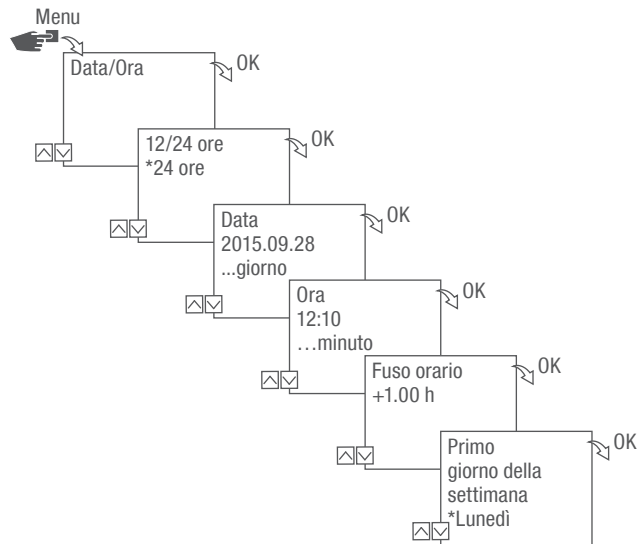 Menu
Data/Ora
OK
12/24 ore
*24 ore
OK
Data
2015.09.28
...giorno
OK
Ora
12:10
…minuto
OK
Fuso orario
+1.00 h
OK
Primo
giorno della
settimana
*Lunedì
OK